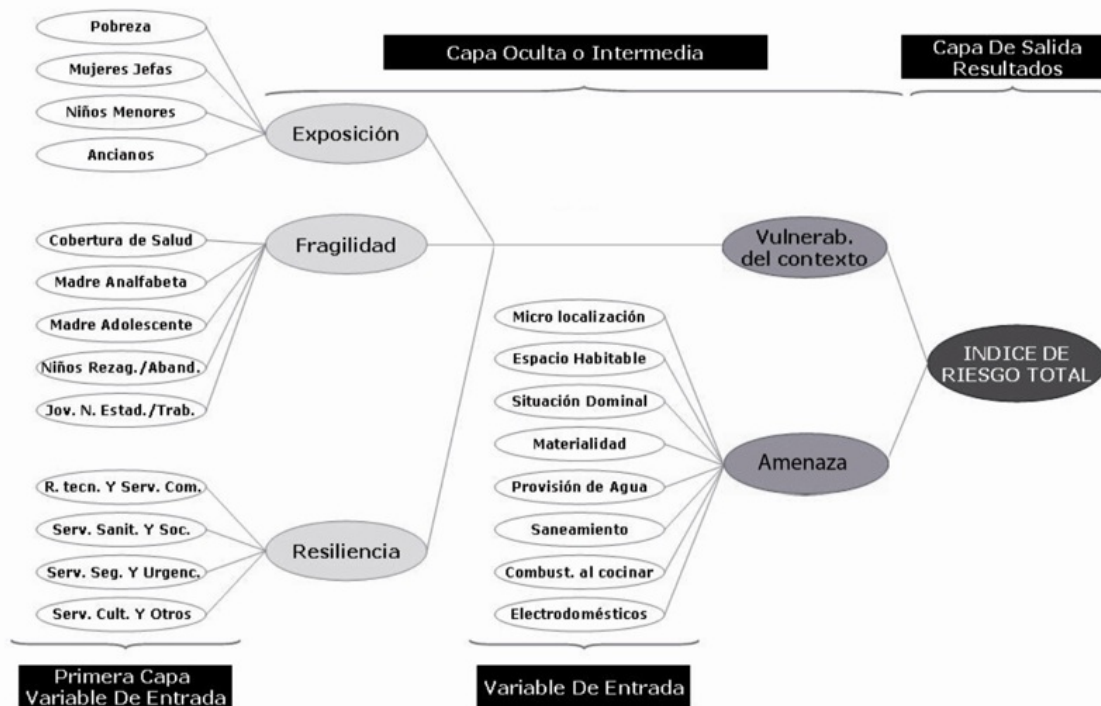 Pobreza
Mujeres Jefas
Niños Menores
Ancianos
Exposición
Capa Oculta o Intermedia
Capa De Salida
Resultados
Cobertura de Salud
Madre Analfabeta
Madre Adolescente
Niños Rezag./Aband.
Jov. N. Estad./Trab.
Fragilidad
Vulnerab.
del contexto
R. tecn. Y Serv. Com.
Serv. Sanit. Y Soc.
Serv. Seg. Y Urgenc.
Serv. Cult. Y Otros
Resiliencia
Micro localización
Espacio Habitable
Situación Dominal
Materialidad
Provisión de Agua
Saneamiento
Combust. al cocinar
Electrodomésticos
Amenaza
INDICE DE
RIESGO TOTAL
Primera Capa
Variable De Entrada
Variable De Entrada